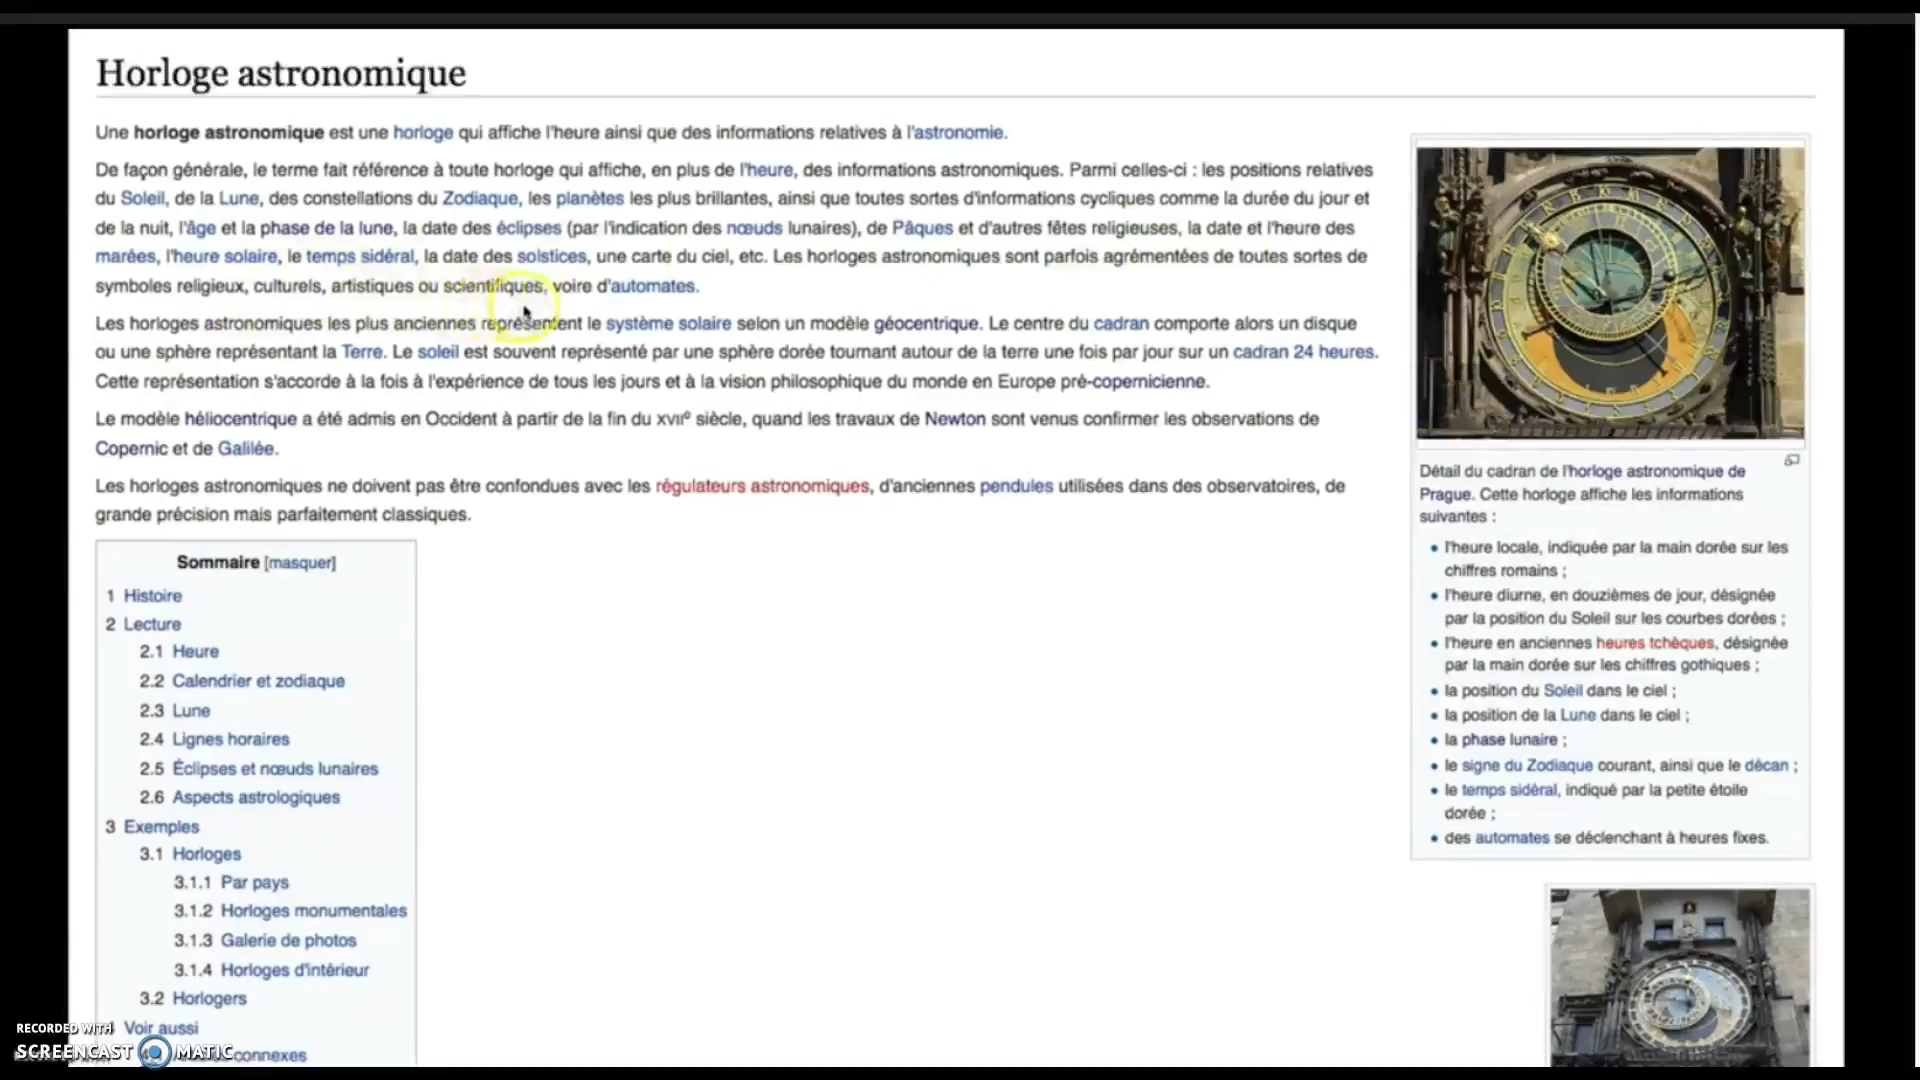 Horloge astronomique
Une horloge astronomique est une horloge qui affiche l'heure ainsi que des informations relatives à l'astronomie.
De façon générale, le terme fait référence à toute horloge qui affiche, en plus de l'heure, des informations astronomiques. Parmi celles-ci : les positions relatives
du Soleil, de la Lune, des constellations du Zodiaque, les planètes les plus brillantes, ainsi que toutes sortes d'informations cycliques comme la durée du jour et
de la nuit, l'âge et la phase de la lune, la date des éclipses (par l'indication des nœuds lunaires), de Pâques et d'autres fêtes religieuses, la date et l'heure des
marées, l'heure solaire, le temps sidéral, la date des solstices, une carte du ciel, etc. Les horloges astronomiques sont parfois agrémentées de toutes sortes de
symboles religieux, culturels, artistiques ou scientifiques, voire d'automates.
Les horloges astronomiques les plus anciennes représentent le système solaire selon un modèle géocentrique. Le centre du cadran comporte alors un disque
ou une sphère représentant la Terre. Le soleil est souvent représenté par une sphère dorée tournant autour de la terre une fois par jour sur un cadran 24 heures.
Cette représentation s'accorde à la fois à l'expérience de tous les jours et à la vision philosophique du monde en Europe pré-copernicienne.
Le modèle héliocentrique a été admis en Occident à partir de la fin du XVIIe siècle, quand les travaux de Newton sont venus confirmer les observations de
Copernic et de Galilée.
Les horloges astronomiques ne doivent pas être confondues avec les régulateurs astronomiques, d'anciennes pendules utilisées dans des observatoires, de
grande précision mais parfaitement classiques.
Sommaire [masquer]
1 Histoire
2 Lecture
2.1 Heure
2.2 Calendrier et zodiaque
2.3 Lune
2.4 Lignes horaires
2.5 Éclipses et nœuds lunaires
2.6 Aspects astrologiques
3 Exemples
3.1 Horloges
3.1.1 Par pays
3.1.2 Horloges monumentales
3.1.3 Galerie de photos
3.1.4 Horloges d'intérieur
3.2 Horlogers
Voir aussi
connexes
Détail du cadran de l'horloge astronomique de
Prague. Cette horloge affiche les informations
suivantes :
• l'heure locale, indiquée par la main dorée sur les
chiffres romains ;
• l'heure diurne, en douzièmes de jour, désignée
par la position du Soleil sur les courbes dorées ;
• l'heure en anciennes heures tchèques, désignée
par la main dorée sur les chiffres gothiques ;
• la position du Soleil dans le ciel ;
• la position de la Lune dans le ciel ;
• la phase lunaire ;
• le signe du Zodiaque courant, ainsi que le décan ;
• le temps sidéral, indiqué par la petite étoile
dorée ;
• des automates se déclenchant à heures fixes.
RECORDED WITH
SCREENCAST MATIC